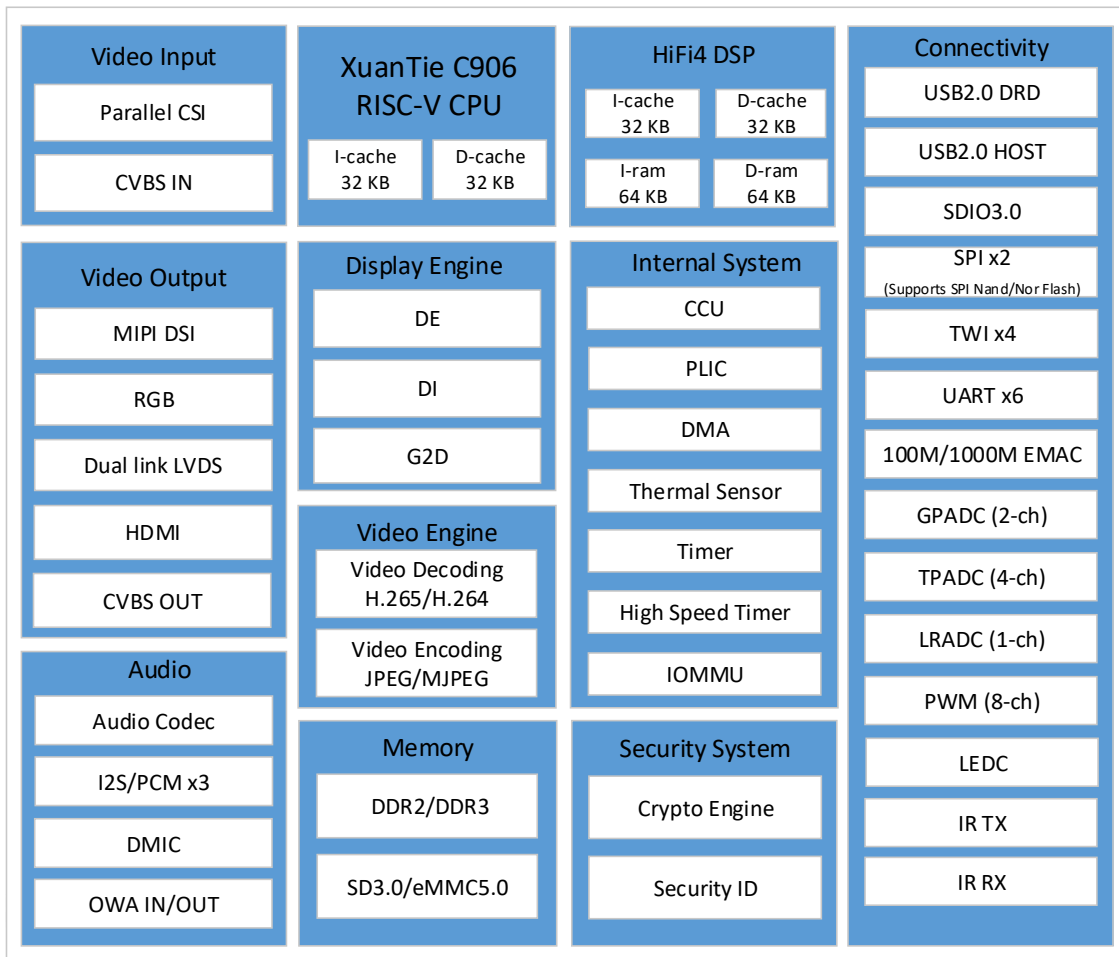 Video Input
Parallel CSI
CVBS IN
XuanTie C906
RISC-V CPU
I-cache
32 KB
D-cache
32 KB
HiFi4 DSP
I-cache
32 KB
D-cache
32 KB
I-ram
64 KB
D-ram
64 KB
Connectivity
USB2.0 DRD
USB2.0 HOST
SDIO3.0
SPI x2
(Supports SPI Nand/Nor Flash)
TWI x4
UART x6
100M/1000M EMAC
GPADC (2-ch)
TPADC (4-ch)
LRADC (1-ch)
PWM (8-ch)
LEDC
IR TX
IR RX
Video Output
MIPI DSI
RGB
Dual link LVDS
HDMI
CVBS OUT
Display Engine
DE
DI
G2D
Internal System
CCU
PLIC
DMA
Thermal Sensor
Timer
High Speed Timer
IOMMU
Video Engine
Video Decoding
H.265/H.264
Video Encoding
JPEG/MJPEG
Audio
Audio Codec
I2S/PCM x3
DMIC
OWA IN/OUT
Memory
DDR2/DDR3
SD3.0/eMMC5.0
Security System
Crypto Engine
Security ID